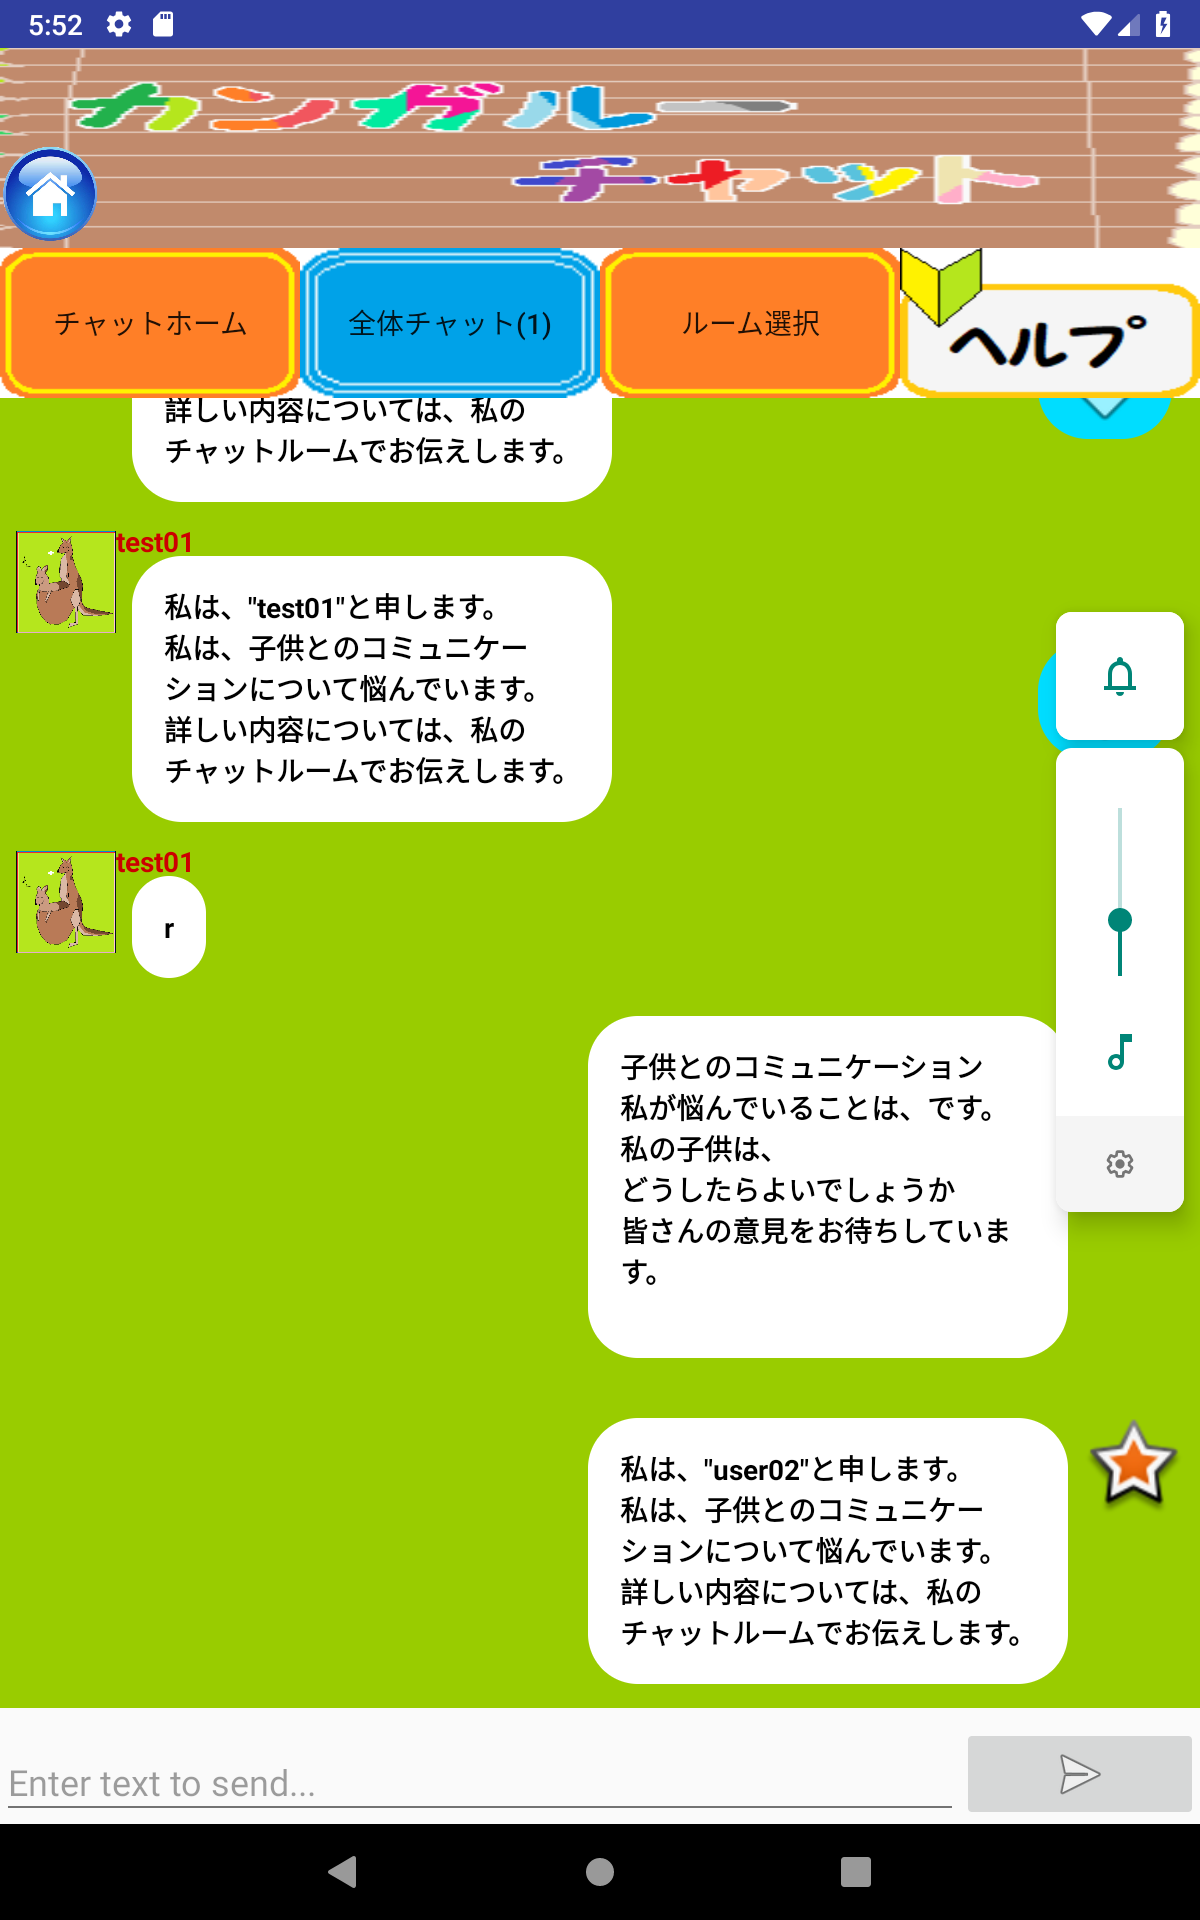 5:52
カンガルー
チャット
チャットホーム
全体チャット(1)
ルーム選択
ヘルプ
詳しい内容については、私の
チャットルームでお伝えします。
test01
私は、"test01"と申します。
私は、子供とのコミュニケー
ションについて悩んでいます。
詳しい内容については、私の
チャットルームでお伝えします。
test01
r
子供とのコミュニケーション
私が悩んでいることは、です。
私の子供は、
どうしたらよいでしょうか
皆さんの意見をお待ちしていま
す。
私は、"user02"と申します。
私は、子供とのコミュニケー
ションについて悩んでいます。
詳しい内容については、私の
チャットルームでお伝えします。
Enter text to send...